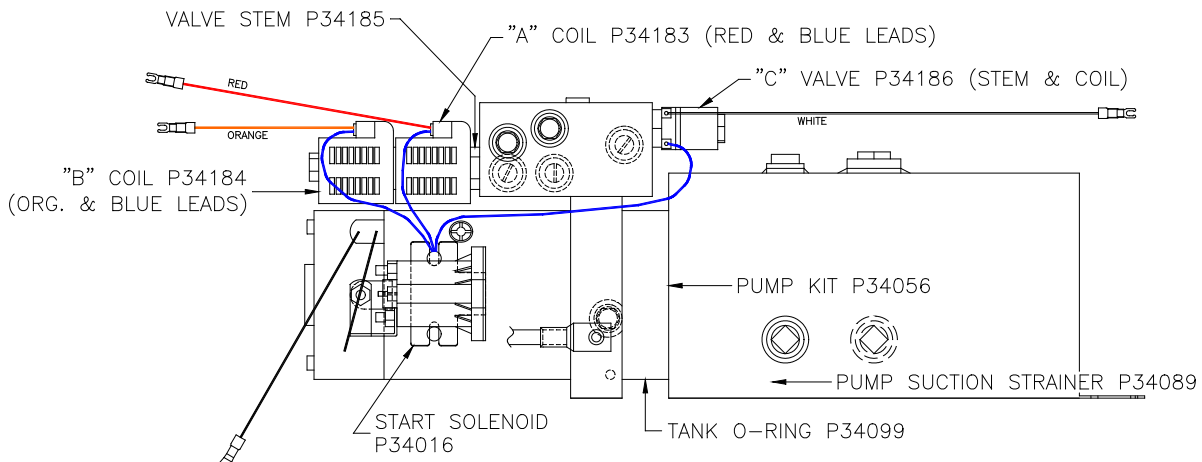 VALVE STEM P34185
"A" COIL P34183 (RED & BLUE LEADS)
"C" VALVE P34186 (STEM & COIL)
RED
WHITE
ORANGE
"B" COIL P34184
(ORG. & BLUE LEADS)
PUMP KIT P34056
PUMP SUCTION STRAINER P34089
START SOLENOID
P34016
TANK O-RING P34099